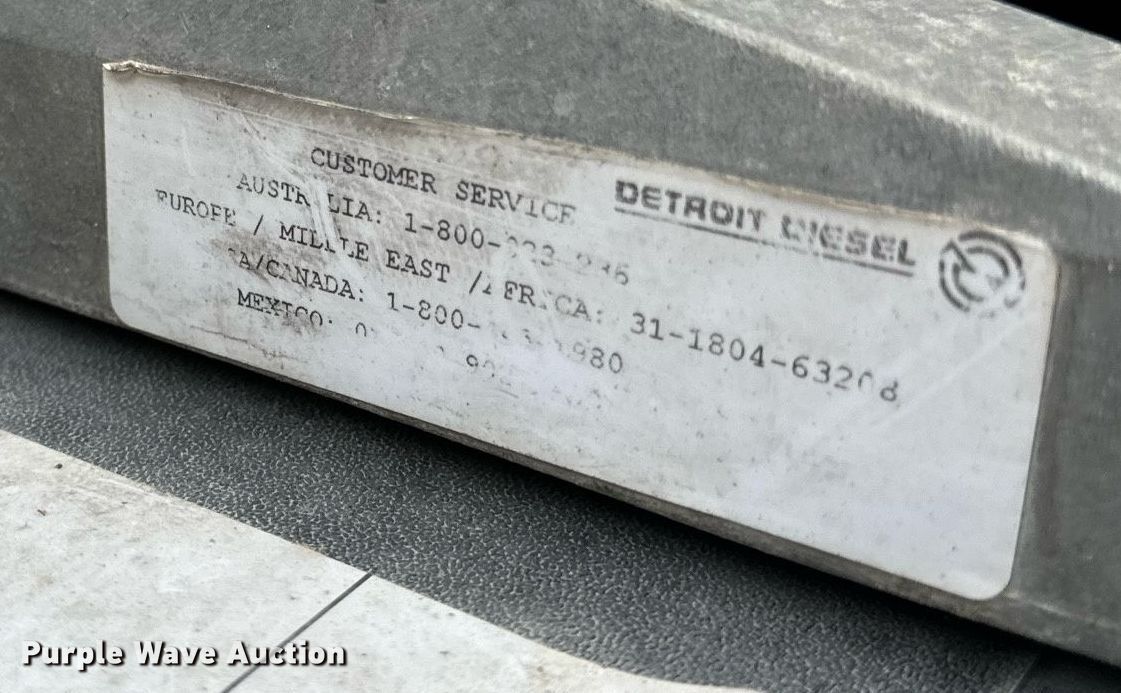 CUSTOMER SERVICE
DETROIT DIESEL
AUSTRALIA: 1-800-
EUROPE / MIDDLE EAST / AFRICA: 31-1804-63208
/CANADA: 1-800-
MEXICO:
Purple Wave Auction